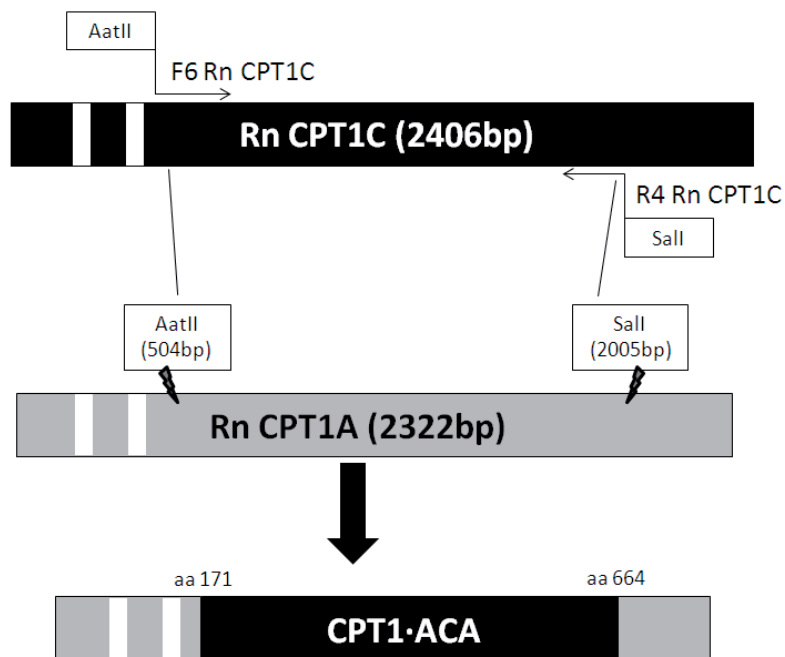 AatII
F6 Rn CPT1C
Rn CPT1C (2406bp)
R4 Rn CPT1C
SalI
AatII
(504bp)
SalI
(2005bp)
Rn CPT1A (2322bp)
aa 171
aa 664
CPT1·ACA